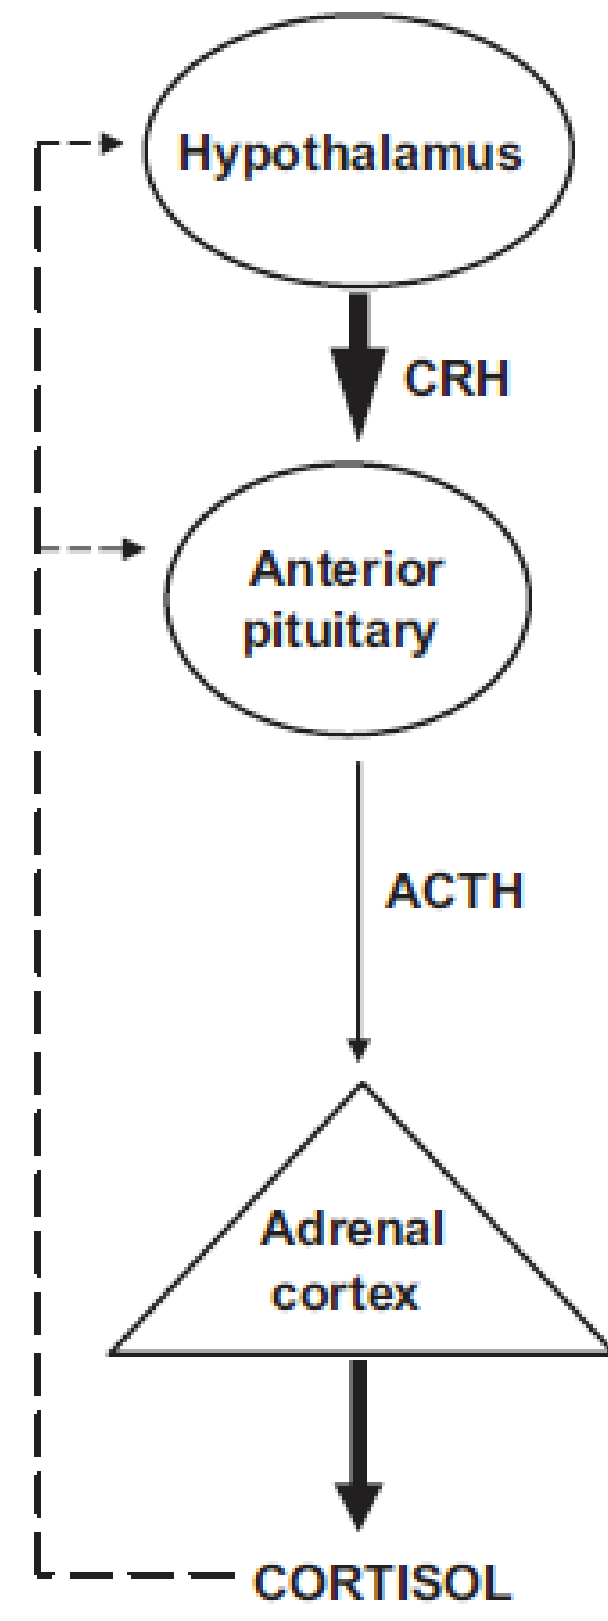 Hypothalamus
CRH
Anterior
pituitary
ACTH
Adrenal
cortex
CORTISOL